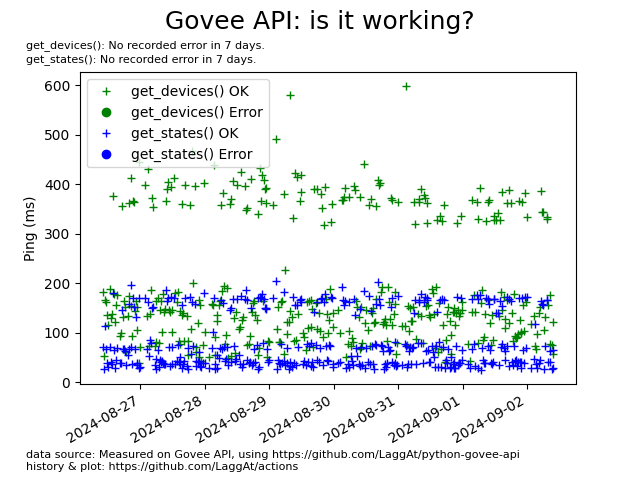 Govee API: is it working?
get_devices(): No recorded error in 7 days.
get_states(): No recorded error in 7 days.
get_devices() OK
get_devices() Error
get_states() OK
get_states() Error
Ping (ms)
600
500
400
300
200
100
0
2024-08-27
2024-08-28
2024-08-29
2024-08-30
2024-08-31
2024-09-01
2024-09-02
data source: Measured on Govee API, using https://github.com/LaggAt/python-govee-api
history & plot: https://github.com/LaggAt/actions